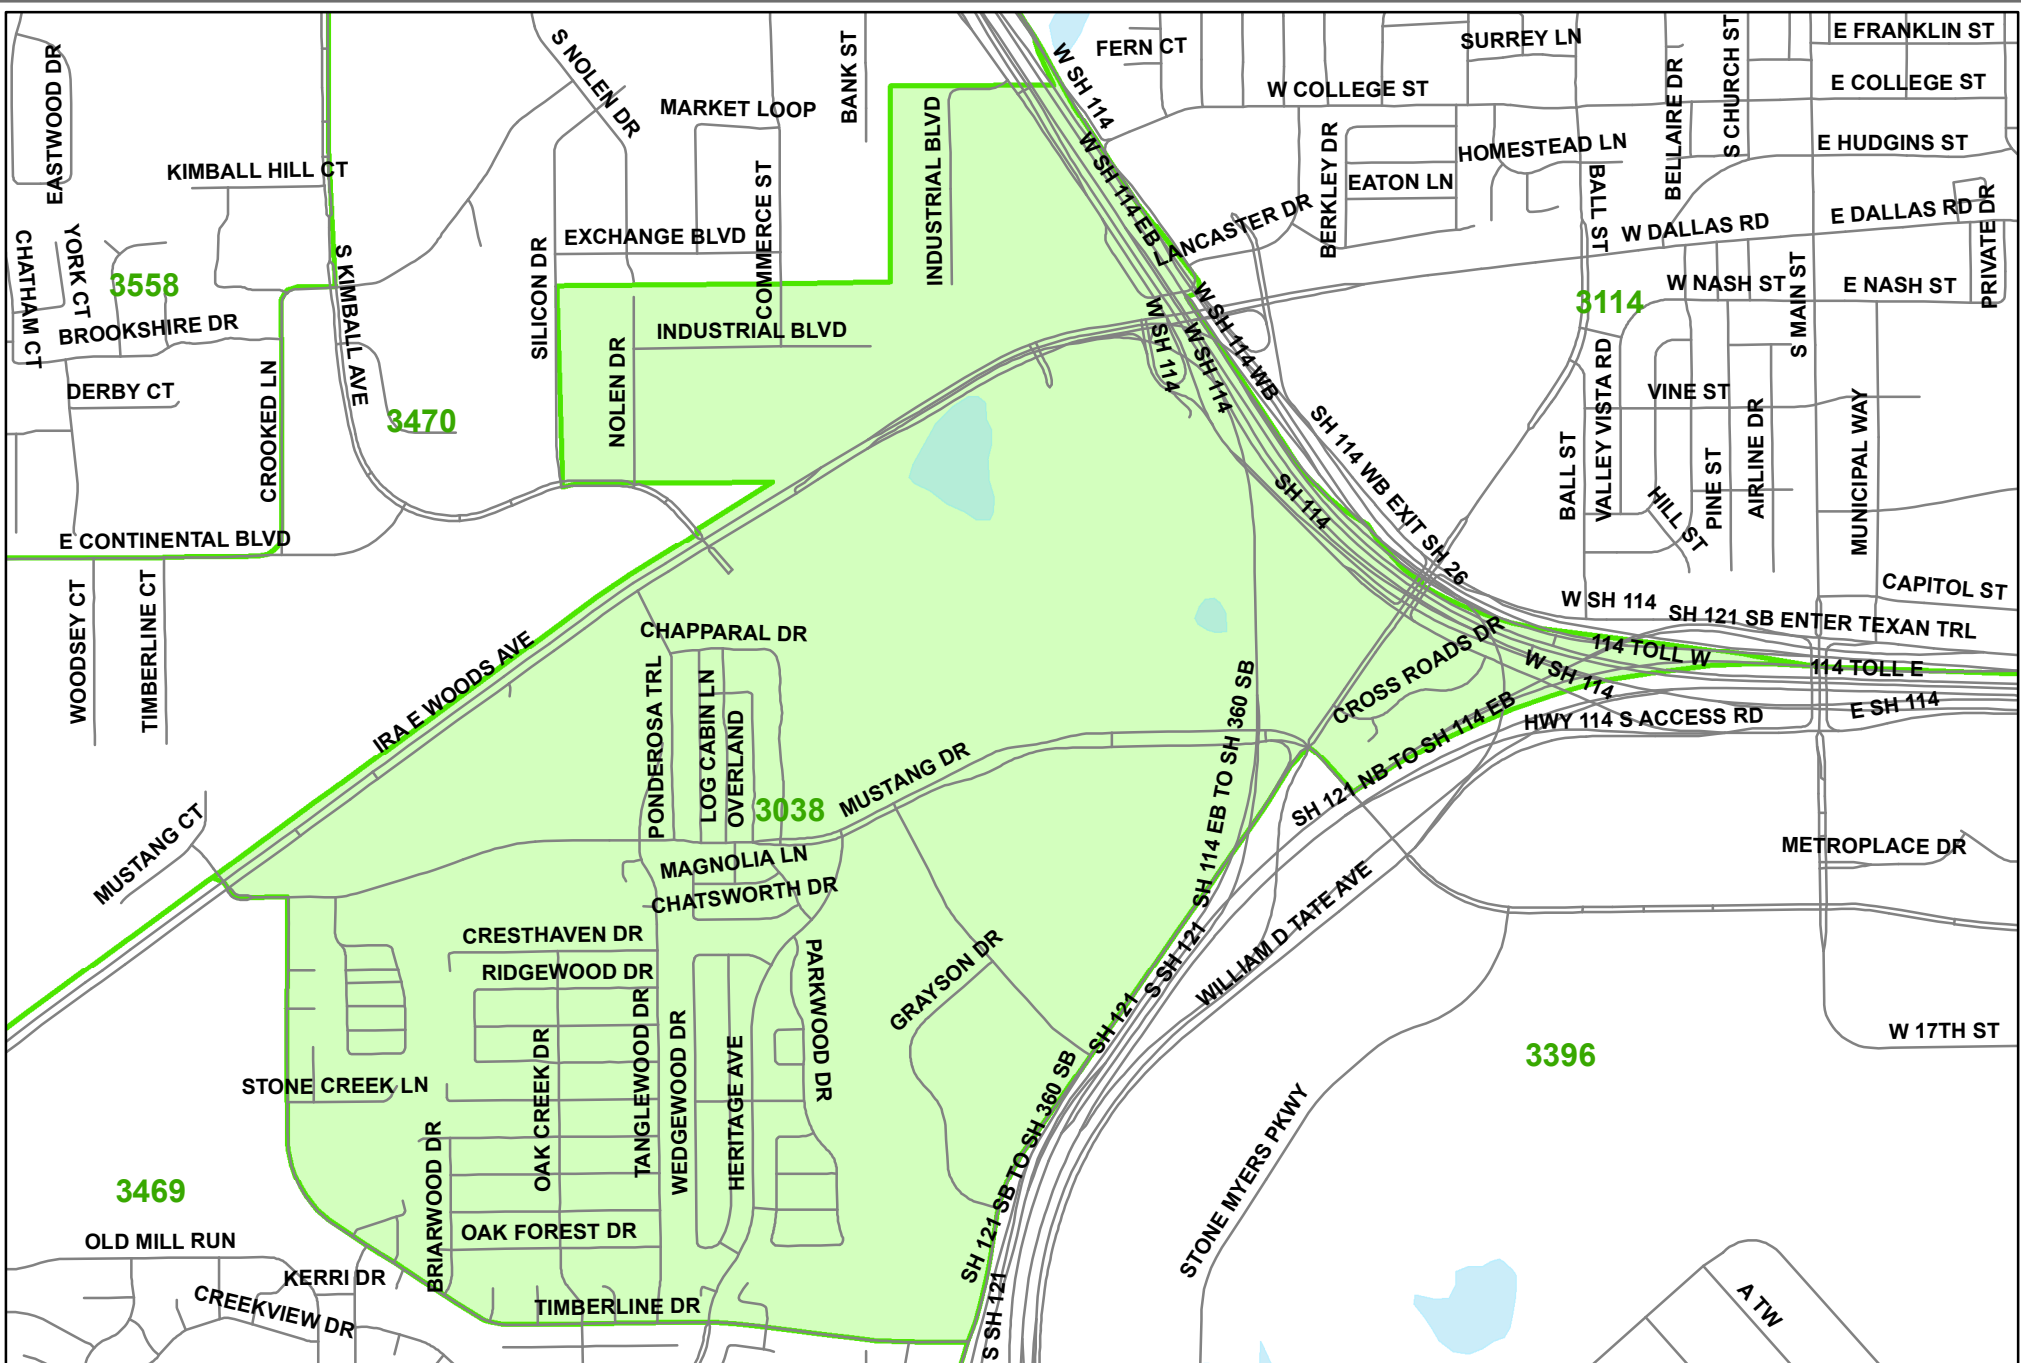 EASTWOOD DR
S NOLEN DR
BANK ST
W SH 114
FERN CT
SURREY LN
S CHURCH ST
E FRANKLIN ST
MARKET LOOP
INDUSTRIAL BLVD
W COLLEGE ST
BELLAIRE DR
E COLLEGE ST
KIMBALL HILL CT
COMMERCE ST
W SH 114 EB
BERKLEY DR
HOMESTEAD LN
E HUDGINS ST
EATON LN
BALL ST
CHATHAM CT
YORK CT
3558
S KIMBALL AVE
SILICON DR
EXCHANGE BLVD
LANCASTER DR
W DALLAS RD
E DALLAS RD
PRIVATE DR
W NASH ST
E NASH ST
S MAIN ST
3114
BROOKSHIRE DR
NOLEN DR
INDUSTRIAL BLVD
W SH 114
W SH 114
W SH 114 WB
DERBY CT
CROOKED LN
3470
VALLEY VISTA RD
VINE ST
AIRLINE DR
MUNICIPAL WAY
SH 114
SH 114 WB EXIT SH 26
BALL ST
HILL ST
PINE ST
E CONTINENTAL BLVD
WOODSEY CT
TIMBERLINE CT
CAPITOL ST
W SH 114
SH 121 SB ENTER TEXAN TRL
CHAPPARAL DR
IRA E WOODS AVE
PONDEROSA TRL
LOG CABIN LN
OVERLAND
CROSS ROADS DR
114 TOLL W
114 TOLL E
W SH 114
E SH 114
HWY 114 S ACCESS RD
SH 121 NB TO SH 114 EB
SH 114 EB TO SH 360 SB
MUSTANG DR
3038
MUSTANG CT
METROPLACE DR
MAGNOLIA LN
CHATSWORTH DR
CRESTHAVEN DR
RIDGEWOOD DR
PARKWOOD DR
GRAYSON DR
S SH 121
WILLIAM D TATE AVE
SH 121
W 17TH ST
3396
STONE CREEK LN
OAK CREEK DR
TANGLEWOOD DR
WEDGEWOOD DR
HERITAGE AVE
SH 121 SB TO SH 360 SB
STONE MYERS PKWY
3469
BRIARWOOD DR
OLD MILL RUN
OAK FOREST DR
KERRI DR
CREEKVIEW DR
TIMBERLINE DR
S SH 121
A TW